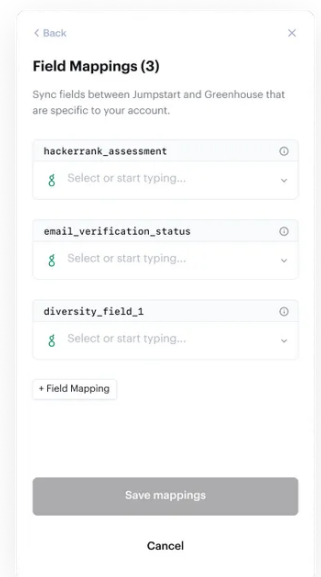 < Back
Field Mappings (3)
Sync fields between Jumpstart and Greenhouse that
are specific to your account.
hackerrank_assessment
Select or start typing...
email_verification_status
Select or start typing...
diversity_field_1
Select or start typing...
+ Field Mapping
Save mappings
Cancel